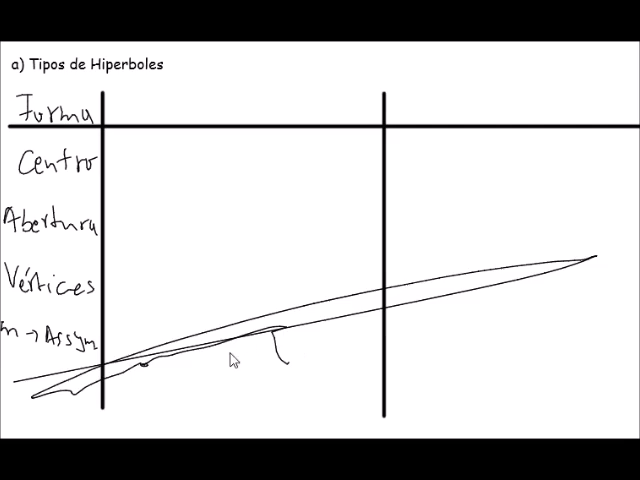 a) Tipos de Hiperboles
Forma
Centro
Abertura
Vértices
m → Assym